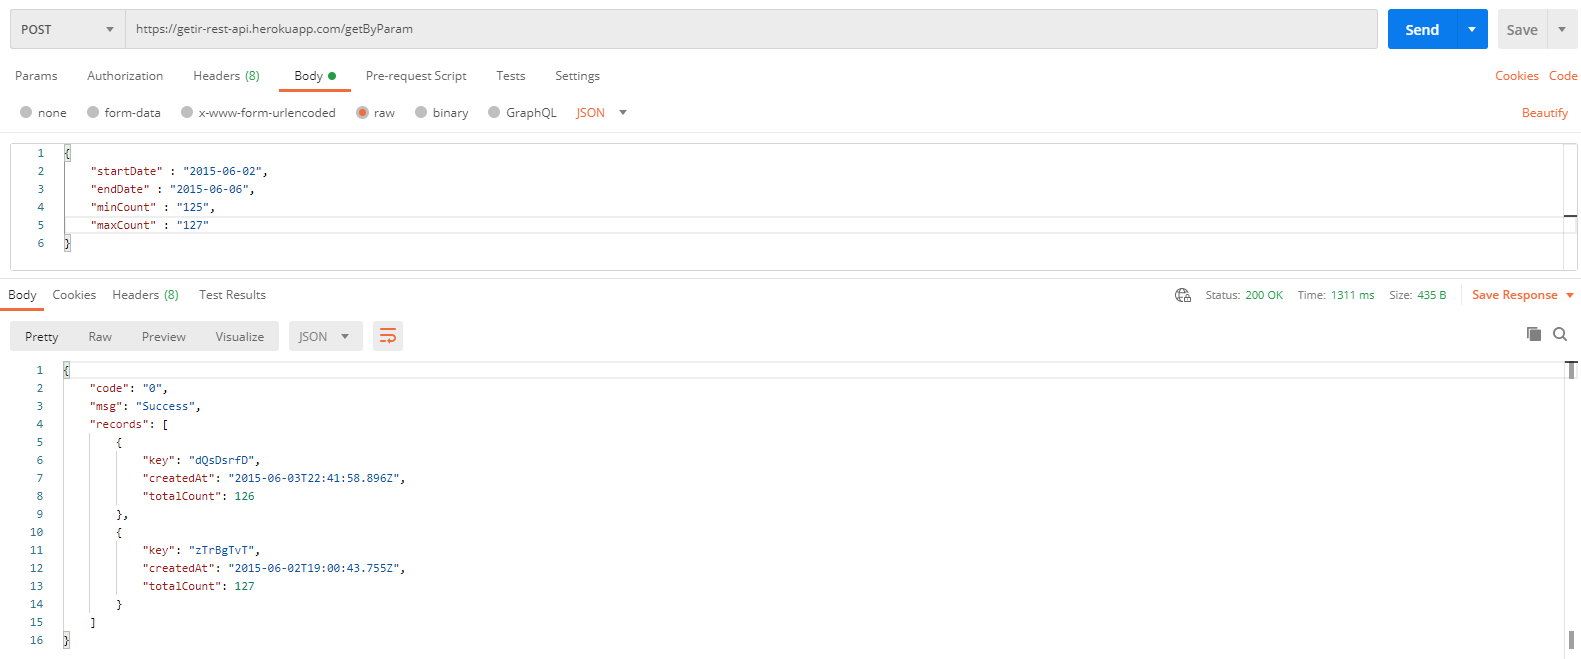 POST https://getir-rest-api.herokuapp.com/getByParam Send Save
Params Authorization Headers (8) Body Pre-request Script Tests Settings Cookies Code
none form-data x-www-form-urlencoded raw binary GraphQL JSON Beautify
1 {
2 "startDate" : "2015-06-02",
3 "endDate" : "2015-06-06",
4 "minCount" : "125",
5 "maxCount" : "127"
6 }
Body Cookies Headers (8) Test Results Status: 200 OK Time: 1311 ms Size: 435 B Save Response
Pretty Raw Preview Visualize JSON
1 {
2 "code": "0",
3 "msg": "Success",
4 "records": [
5 {
6 "key": "dQsDsrfD",
7 "createdAt": "2015-06-03T22:41:58.896Z",
8 "totalCount": 126
9 },
10 {
11 "key": "zTrBgTvT",
12 "createdAt": "2015-06-02T19:00:43.755Z",
13 "totalCount": 127
14 }
15 ]
16 }